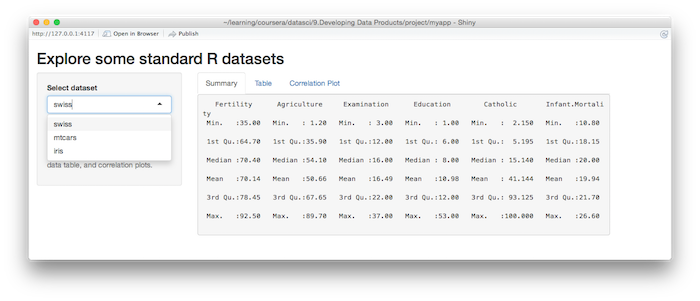 ~/learning/coursera/datasci/9.Developing Data Products/project/myapp - Shiny
http://127.0.0.1:4117 Open in Browser Publish
Explore some standard R datasets
Select dataset
swiss
swiss
mtcars
iris
data table, and correlation plots.
Summary Table Correlation Plot
Fertility Agriculture Examination Education Catholic Infant.Mortali
ty
Min. :35.00 Min. : 1.20 Min. : 3.00 Min. : 1.00 Min. : 2.150 Min. :10.80
1st Qu.:64.70 1st Qu.:35.90 1st Qu.:12.00 1st Qu.: 6.00 1st Qu.: 5.195 1st Qu.:18.15
Median :70.40 Median :54.10 Median :16.00 Median : 8.00 Median : 15.140 Median :20.00
Mean :70.14 Mean :50.66 Mean :16.49 Mean :10.98 Mean : 41.144 Mean :19.94
3rd Qu.:78.45 3rd Qu.:67.65 3rd Qu.:22.00 3rd Qu.:12.00 3rd Qu.: 93.125 3rd Qu.:21.70
Max. :92.50 Max. :89.70 Max. :37.00 Max. :53.00 Max. :100.000 Max. :26.60